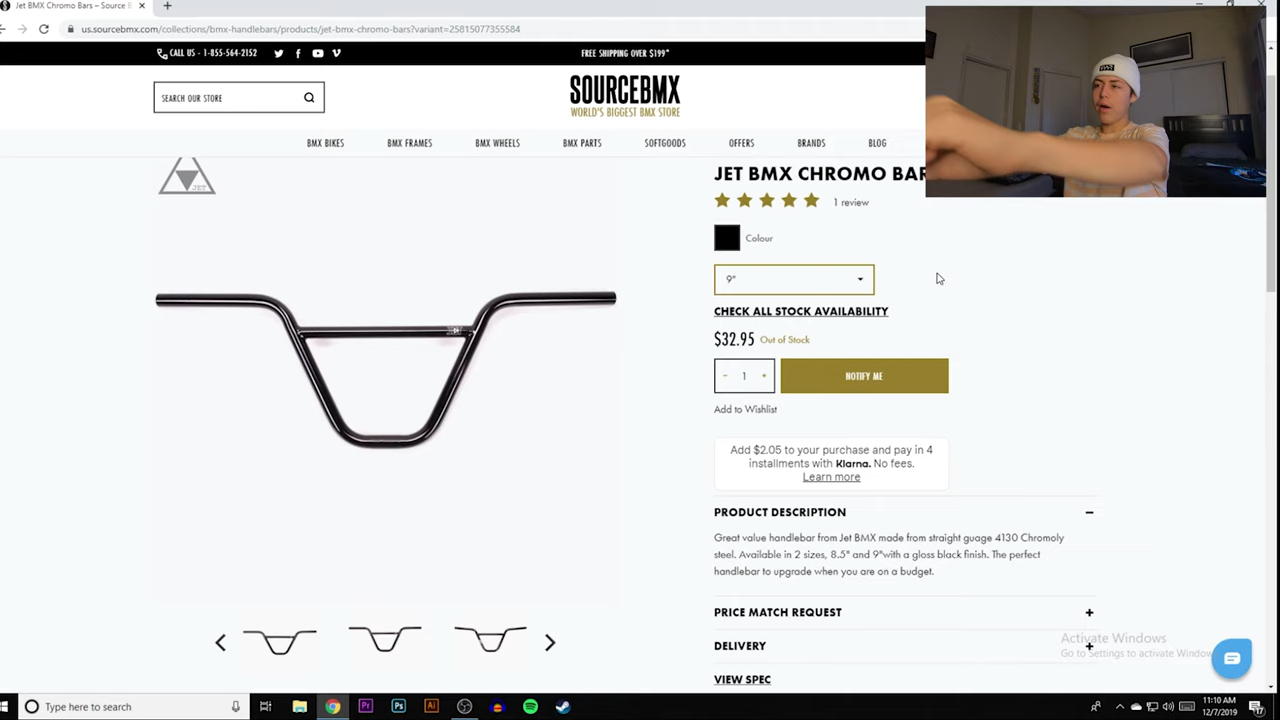 Jet BMX Chromo Bars – Source B
us.sourcebmx.com/collections/bmx-handlebars/products/jet-bmx-chromo-bars?variant=25815077355584
CALL US - 1-855-564-2152
FREE SHIPPING OVER $199*
SEARCH OUR STORE
SOURCEBMX
WORLD'S BIGGEST BMX STORE
BMX BIKES
BMX FRAMES
BMX WHEELS
BMX PARTS
SOFTGOODS
OFFERS
BRANDS
BLOG
JET
JET BMX CHROMO BAR
1 review
Colour
9"
CHECK ALL STOCK AVAILABILITY
$32.95 Out of Stock
- 1 +
NOTIFY ME
Add to Wishlist
Add $2.05 to your purchase and pay in 4
installments with Klarna. No fees.
Learn more
PRODUCT DESCRIPTION
Great value handlebar from Jet BMX made from straight guage 4130 Chromoly
steel. Available in 2 sizes, 8.5" and 9"with a gloss black finish. The perfect
handlebar to upgrade when you are on a budget.
PRICE MATCH REQUEST
DELIVERY
VIEW SPEC
Activate Windows
Go to Settings to activate Window
Type here to search
Pr
Ps
Ai
11:10 AM
12/7/2019
17